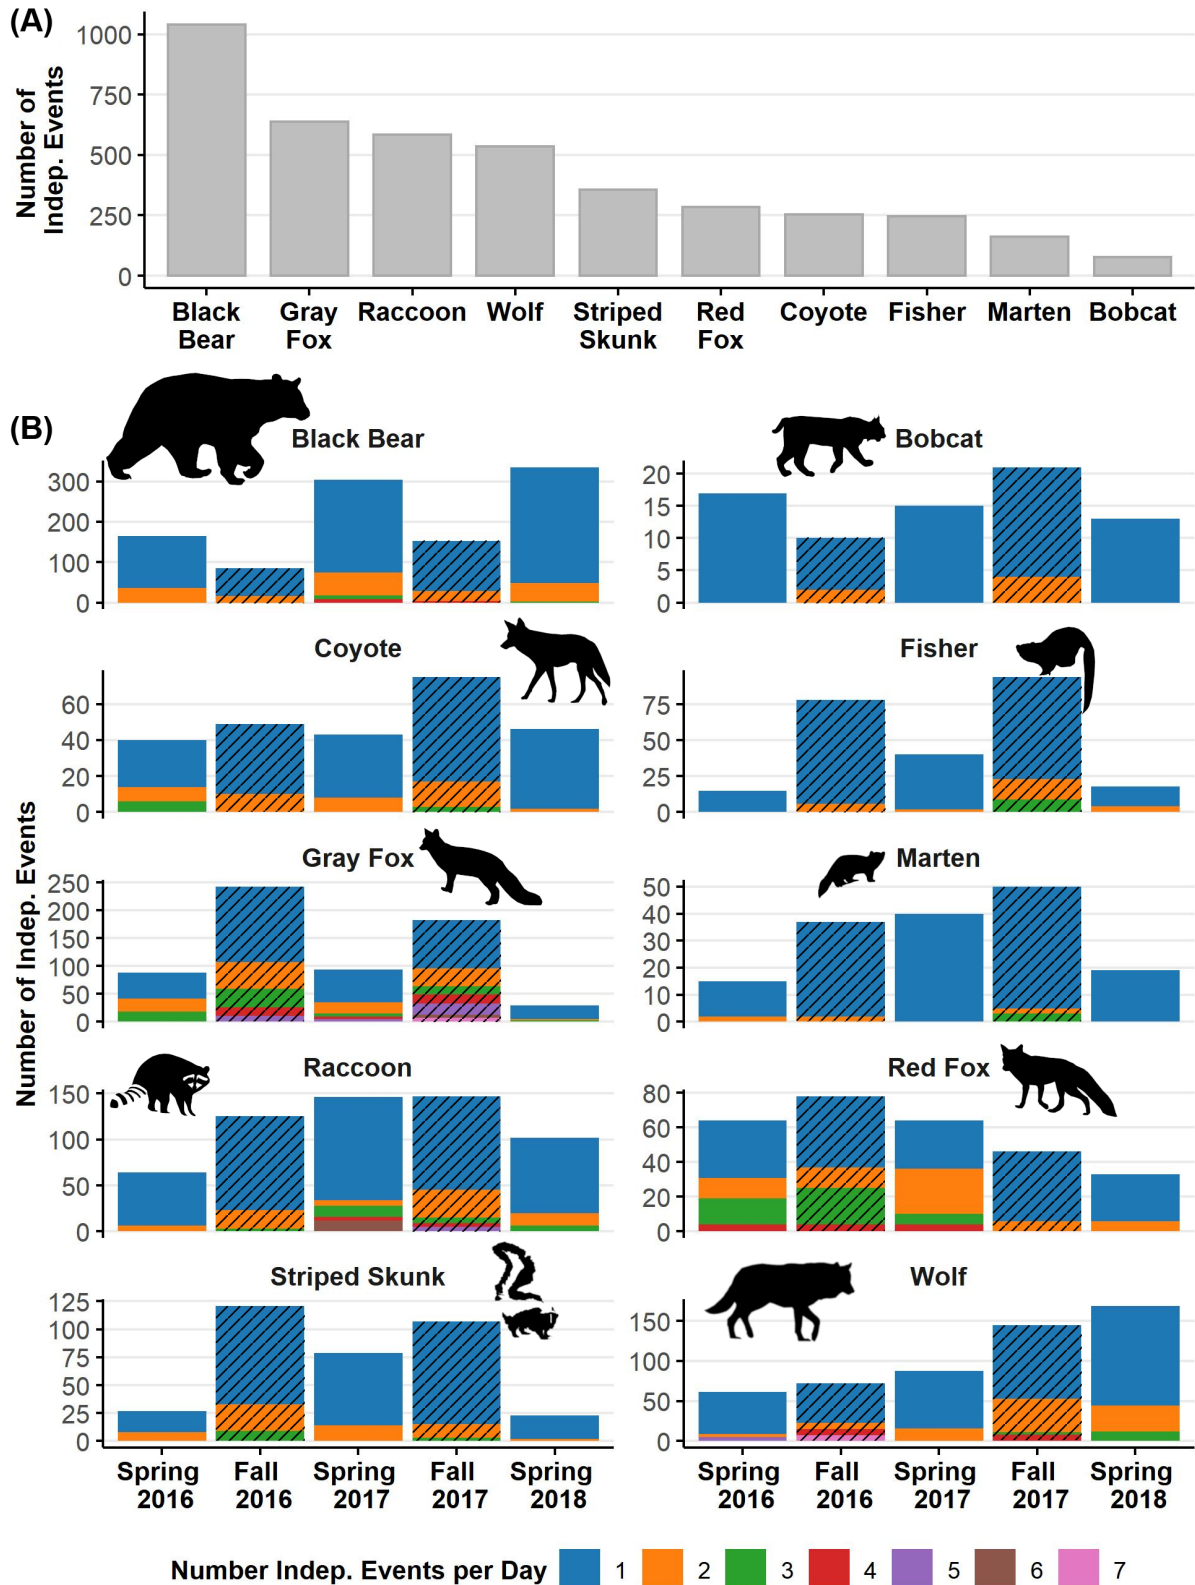 (A)
Number of
Indep. Events
1000
750
500
250
0
Black
Bear
Gray
Fox
Raccoon
Wolf
Striped
Skunk
Red
Fox
Coyote
Fisher
Marten
Bobcat
(B)
Number of Indep. Events
Black Bear
300
200
100
0
Bobcat
20
15
10
5
0
Coyote
60
40
20
0
Fisher
75
50
25
0
Gray Fox
250
200
150
100
50
0
Marten
50
40
30
20
10
0
Raccoon
150
100
50
0
Red Fox
80
60
40
20
0
Striped Skunk
125
100
75
50
25
0
Wolf
150
100
50
0
Spring
2016
Fall
2016
Spring
2017
Fall
2017
Spring
2018
Spring
2016
Fall
2016
Spring
2017
Fall
2017
Spring
2018
Number Indep. Events per Day 1 2 3 4 5 6 7